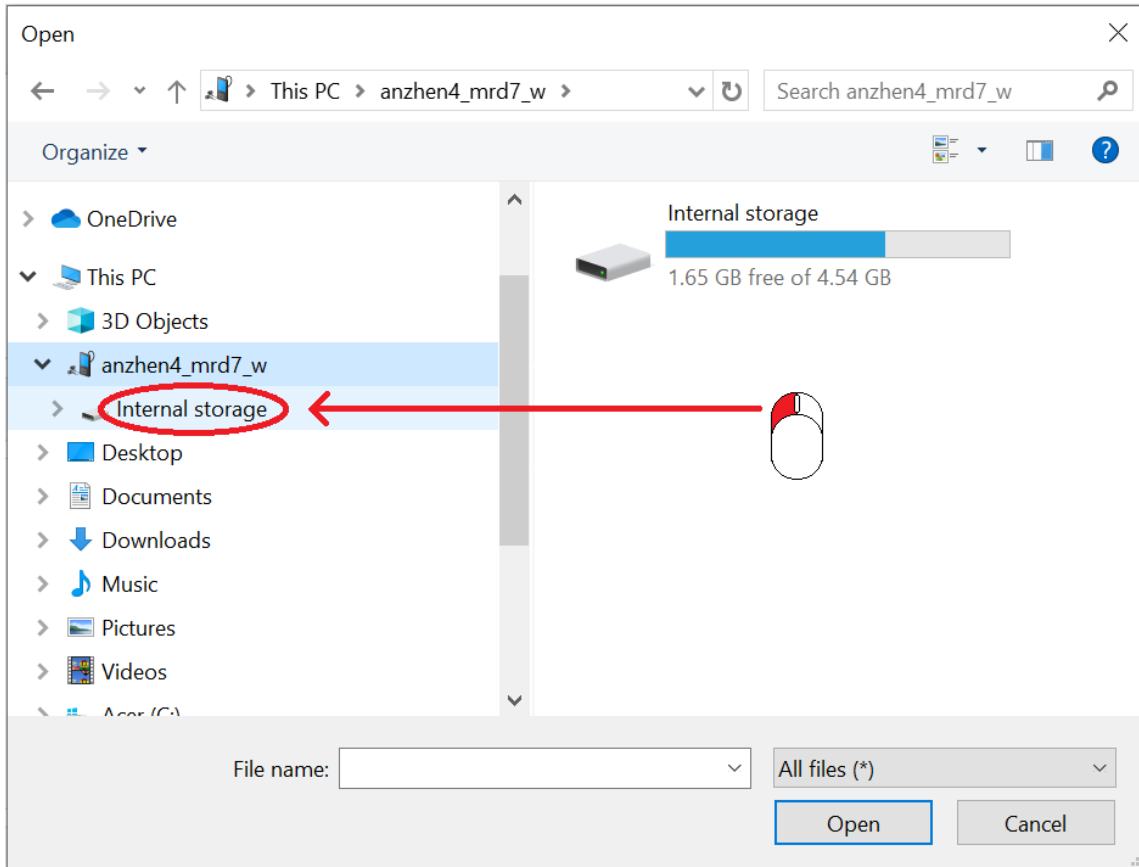 Open
This PC > anzhen4_mrd7_w >
Search anzhen4_mrd7_w
Organize
?
OneDrive
This PC
3D Objects
anzhen4_mrd7_w
Internal storage
Desktop
Documents
Downloads
Music
Pictures
Videos
Acer (C:)
Internal storage
1.65 GB free of 4.54 GB
File name:
All files (*)
Open
Cancel